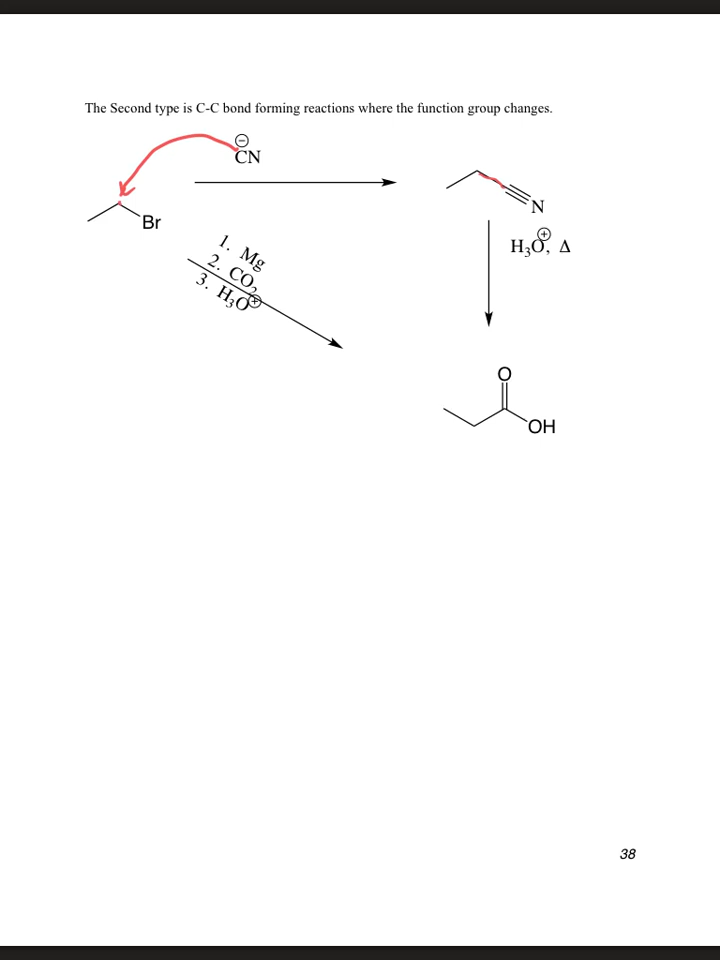 The Second type is C-C bond forming reactions where the function group changes.
⊖
CN
Br
N
1. Mg
2. CO₂
3. H₃O⊕
H₃O⊕, Δ
O
OH
38